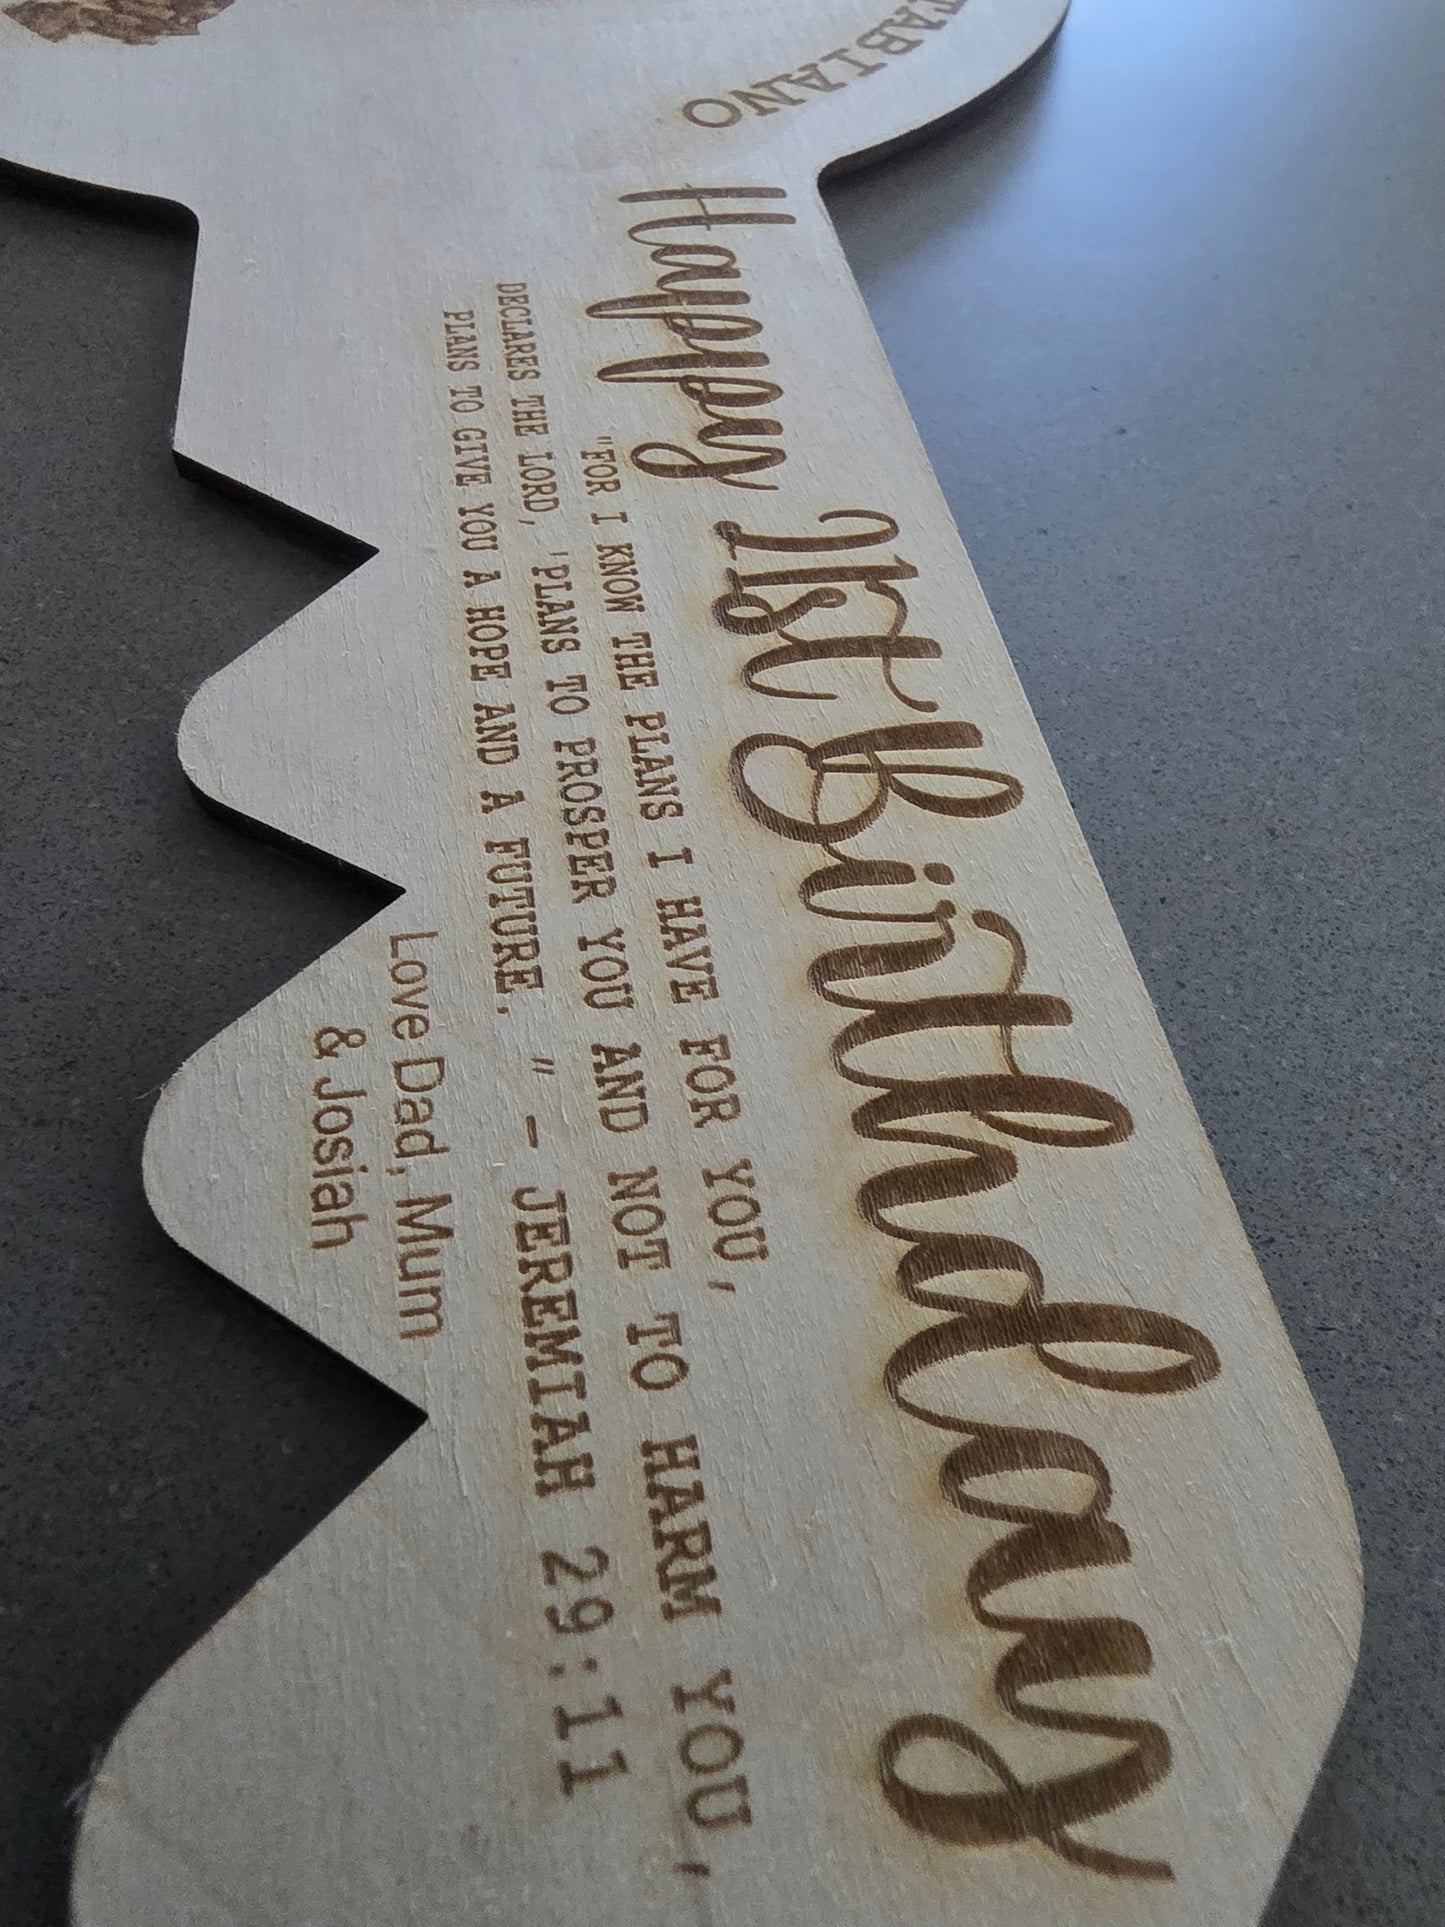 TABIANO
Happy 21st Birthday
"FOR I KNOW THE PLANS I HAVE FOR YOU,
DECLARES THE LORD, 'PLANS TO PROSPER YOU AND NOT TO HARM YOU,
PLANS TO GIVE YOU A HOPE AND A FUTURE. " - JEREMIAH 29:11
Love Dad, Mum
& Josiah